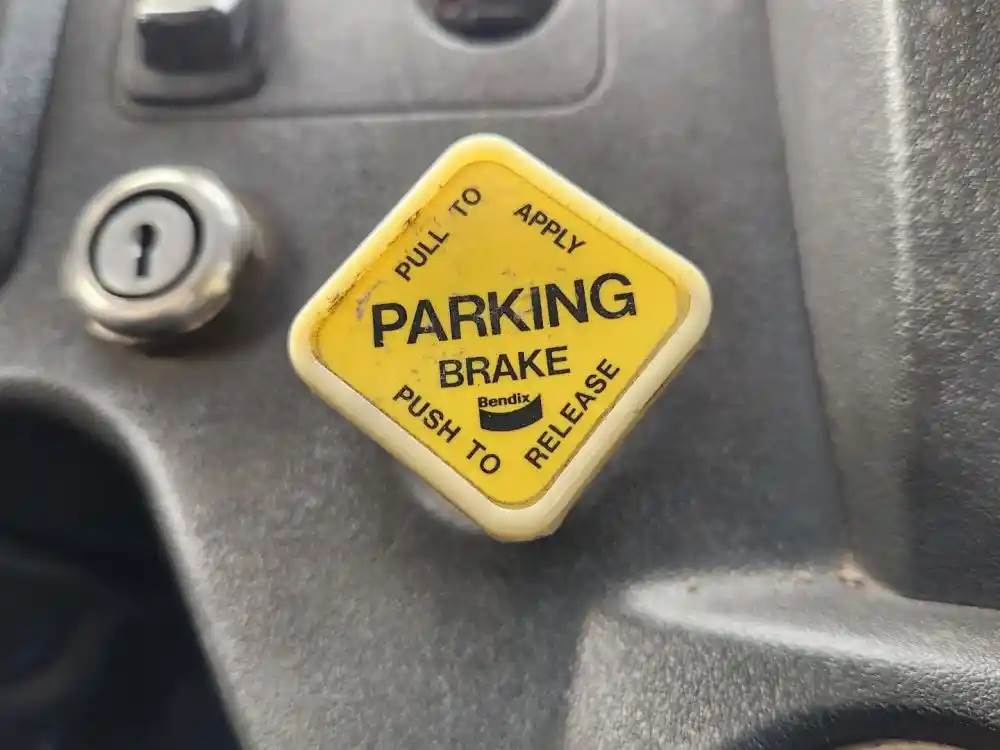 PULL TO APPLY
PARKING
BRAKE
Bendix
PUSH TO RELEASE